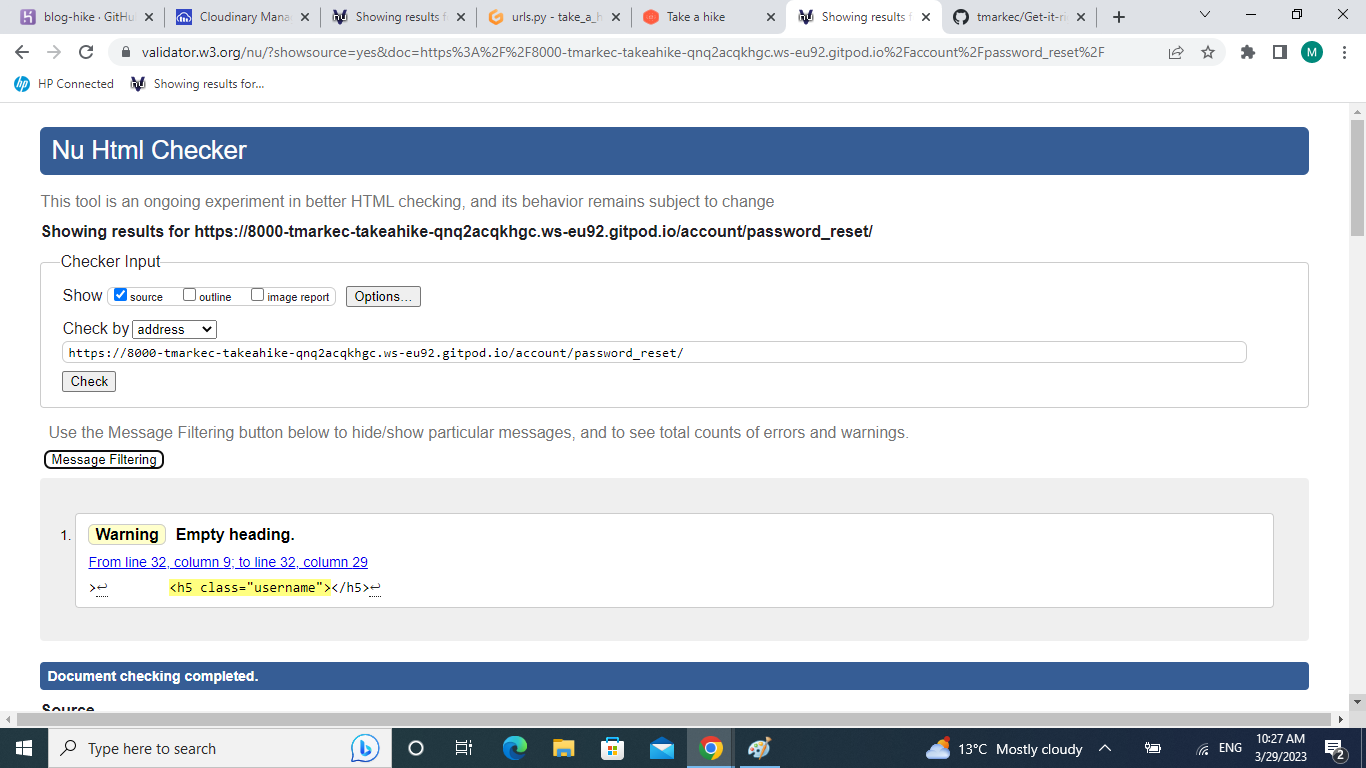 blog-hike · GitHu
Cloudinary Mana
Showing results f
urls.py - take_a_h
Take a hike
Showing results f
tmarkec/Get-it-ri
validator.w3.org/nu/?showsource=yes&doc=https%3A%2F%2F8000-tmarkec-takeahike-qnq2acqkhgc.ws-eu92.gitpod.io%2Faccount%2Fpassword_reset%2F
M
hp HP Connected
Showing results for...
Nu Html Checker
This tool is an ongoing experiment in better HTML checking, and its behavior remains subject to change
Showing results for https://8000-tmarkec-takeahike-qnq2acqkhgc.ws-eu92.gitpod.io/account/password_reset/
Checker Input
Show source outline image report Options...
Check by address
https://8000-tmarkec-takeahike-qnq2acqkhgc.ws-eu92.gitpod.io/account/password_reset/
Check
Use the Message Filtering button below to hide/show particular messages, and to see total counts of errors and warnings.
Message Filtering
1. Warning Empty heading.
From line 32, column 9; to line 32, column 29
>↩ <h5 class="username"></h5>↩
Document checking completed.
Source
Type here to search
13°C Mostly cloudy
ENG
10:27 AM
3/29/2023
2